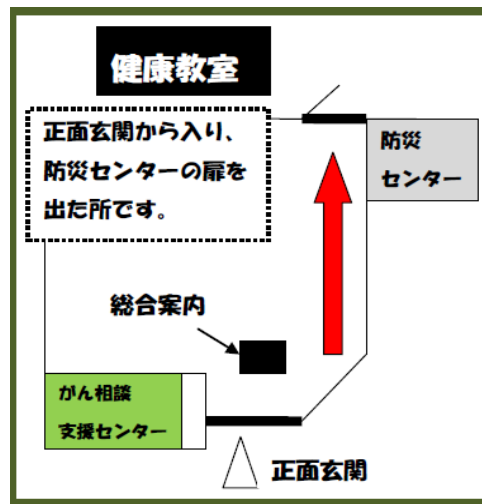 健康教室
正面玄関から入り、
防災センターの扉を
出た所です。
防災
センター
総合案内
がん相談
支援センター
正面玄関